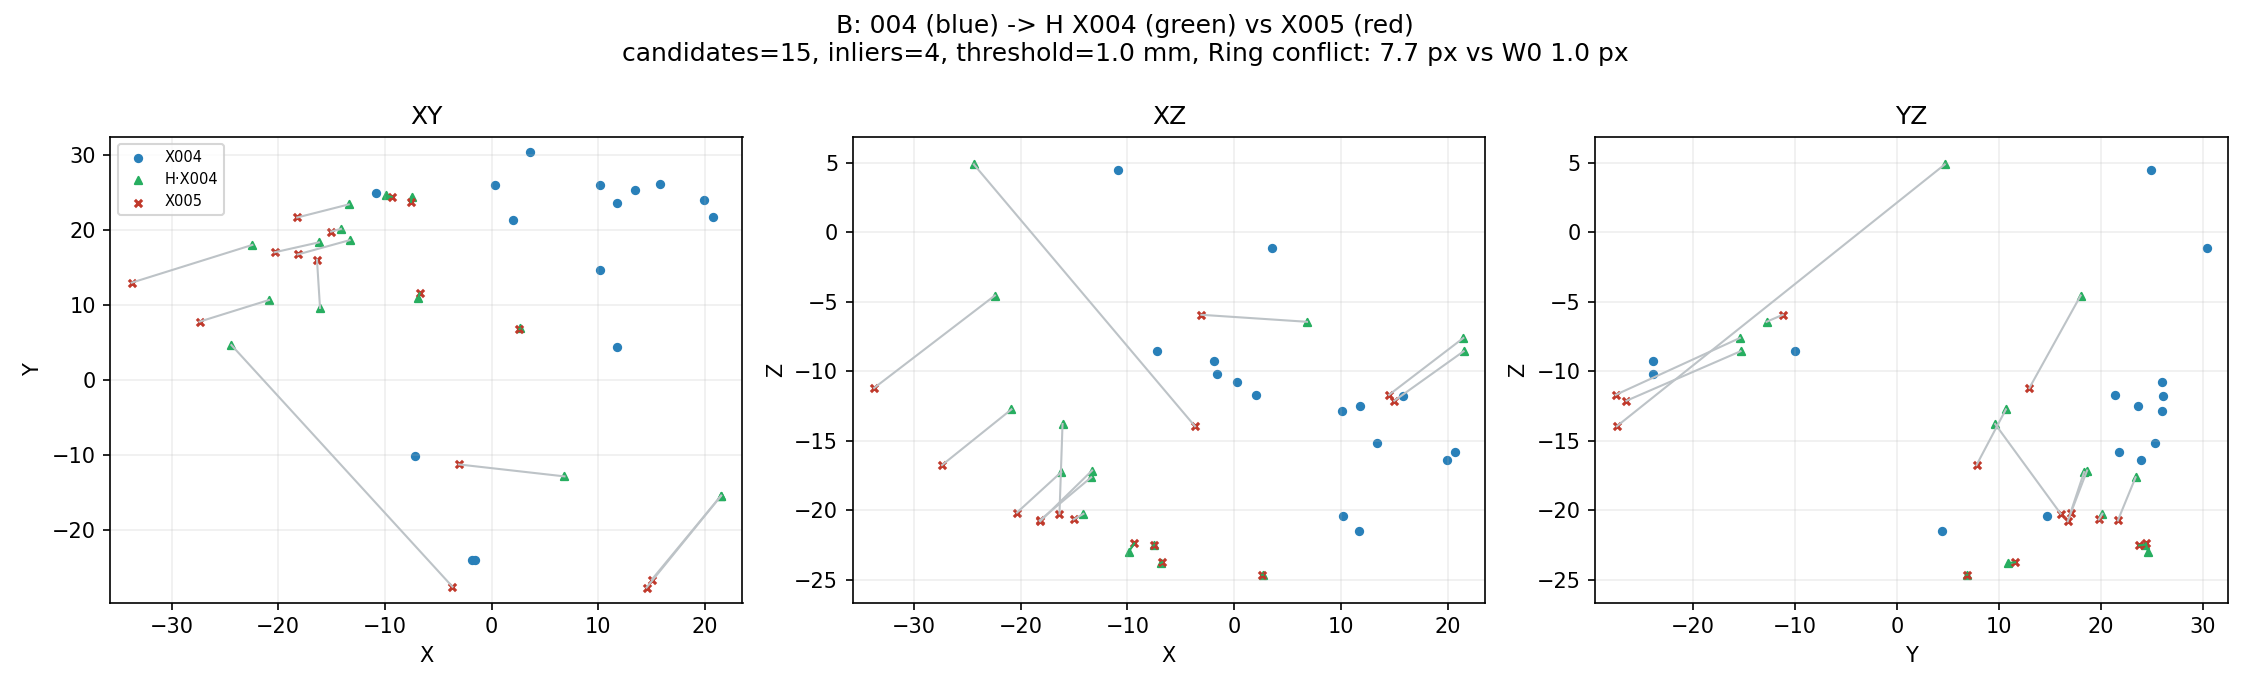 B: 004 (blue) -> H X004 (green) vs X005 (red)
candidates=15, inliers=4, threshold=1.0 mm, Ring conflict: 7.7 px vs W0 1.0 px
XY
XZ
YZ
X004
H·X004
X005
30
20
10
0
−10
−20
Y
−30
−20
−10
0
10
20
X
5
0
−5
−10
−15
−20
−25
Z
−30
−20
−10
0
10
20
X
5
0
−5
−10
−15
−20
−25
Z
−20
−10
0
10
20
30
Y